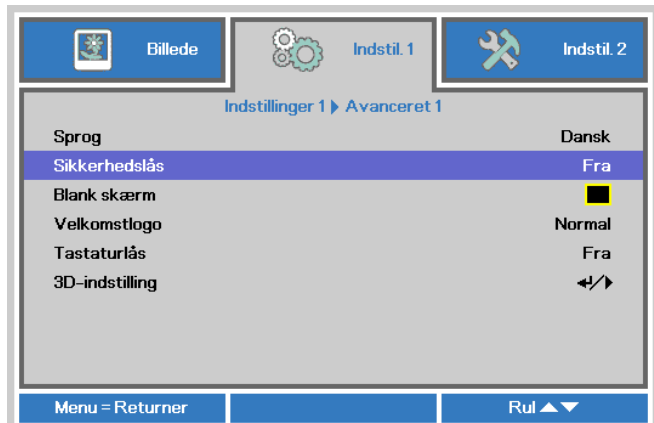 Billede Indstil. 1 Indstil. 2
Indstillinger 1 Avanceret 1
Sprog Dansk
Sikkerhedslås Fra
Blank skærm
Velkomstlogo Normal
Tastaturlås Fra
3D-indstilling /
Menu = Returner Rul